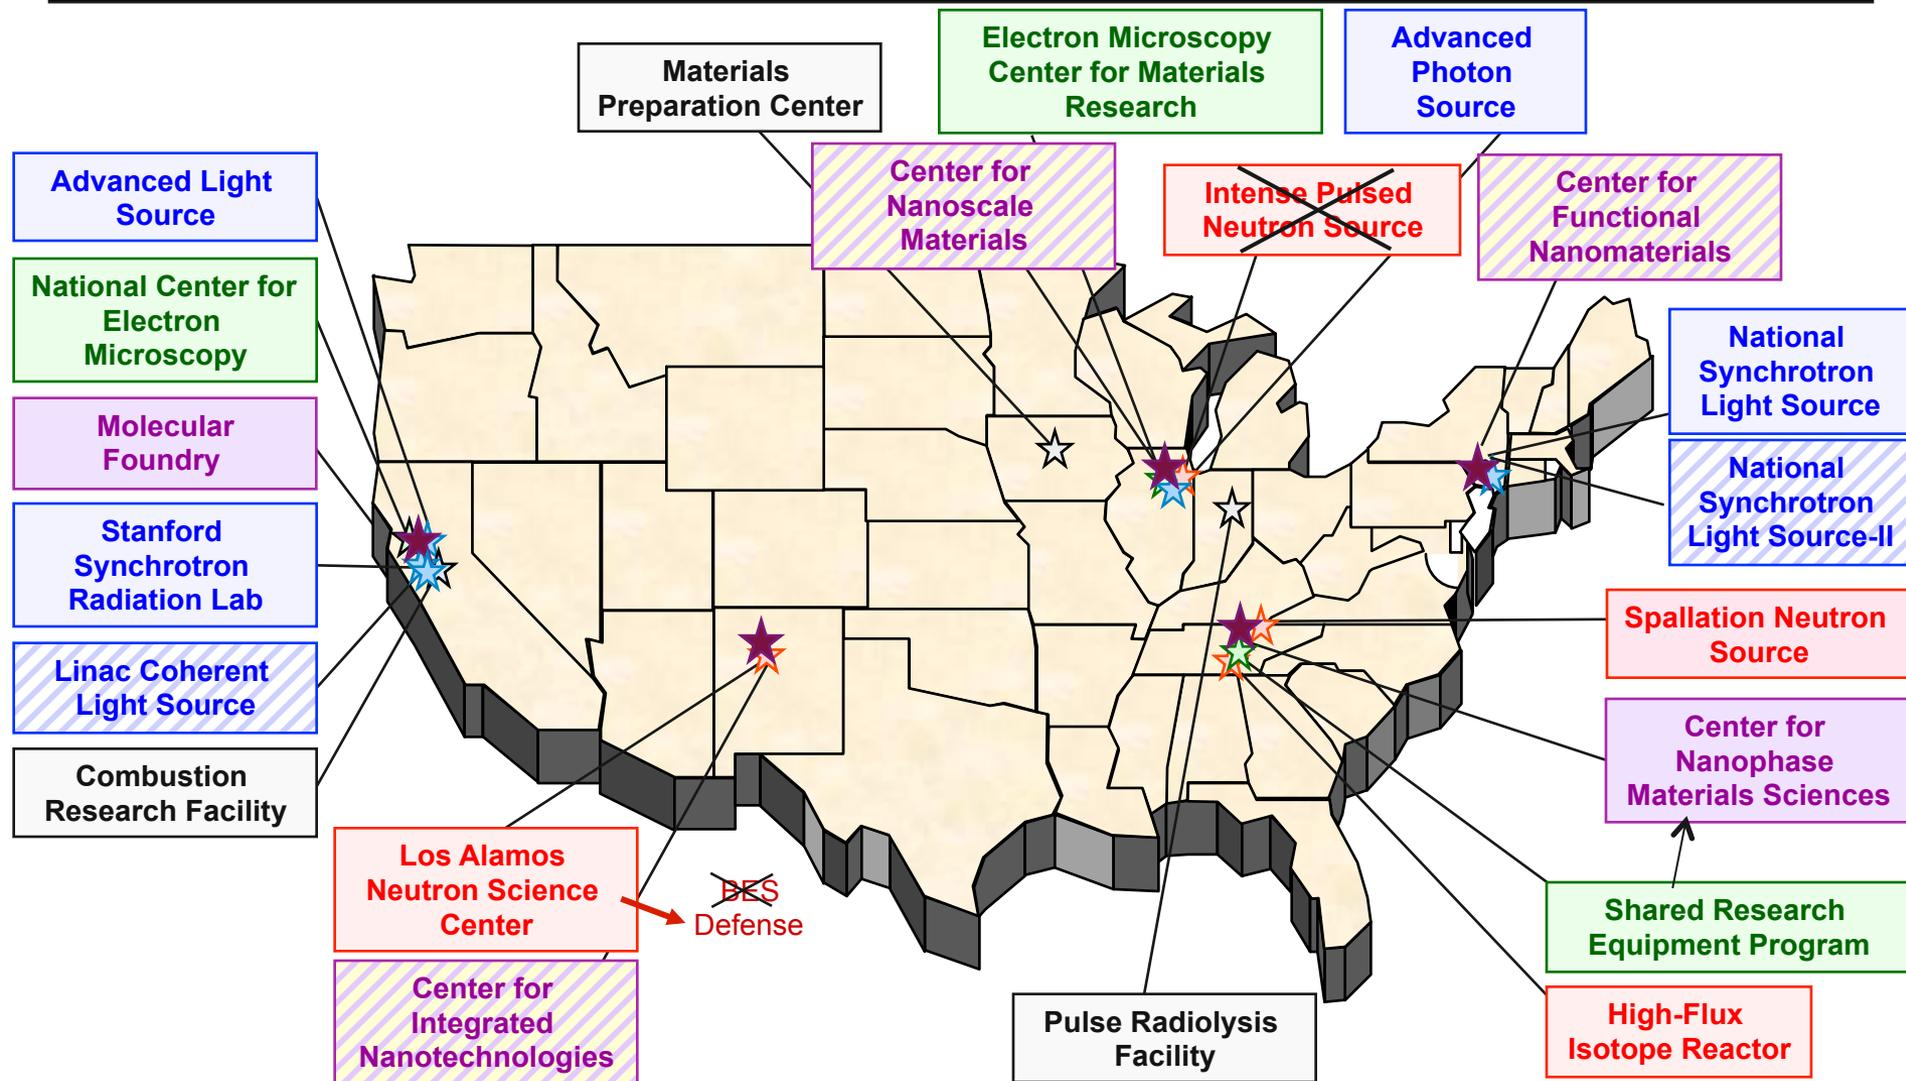 Materials
Preparation Center
Electron Microscopy
Center for Materials
Research
Advanced
Photon
Source
Center for
Nanoscale
Materials
Intense Pulsed
Neutron Source
Center for
Functional
Nanomaterials
Advanced Light
Source
National Center for
Electron
Microscopy
Molecular
Foundry
Stanford
Synchrotron
Radiation Lab
Linac Coherent
Light Source
Combustion
Research Facility
National
Synchrotron
Light Source
National
Synchrotron
Light Source-II
Spallation Neutron
Source
Center for
Nanophase
Materials Sciences
Shared Research
Equipment Program
High-Flux
Isotope Reactor
Los Alamos
Neutron Science
Center
BES
Defense
Center for
Integrated
Nanotechnologies
Pulse Radiolysis
Facility